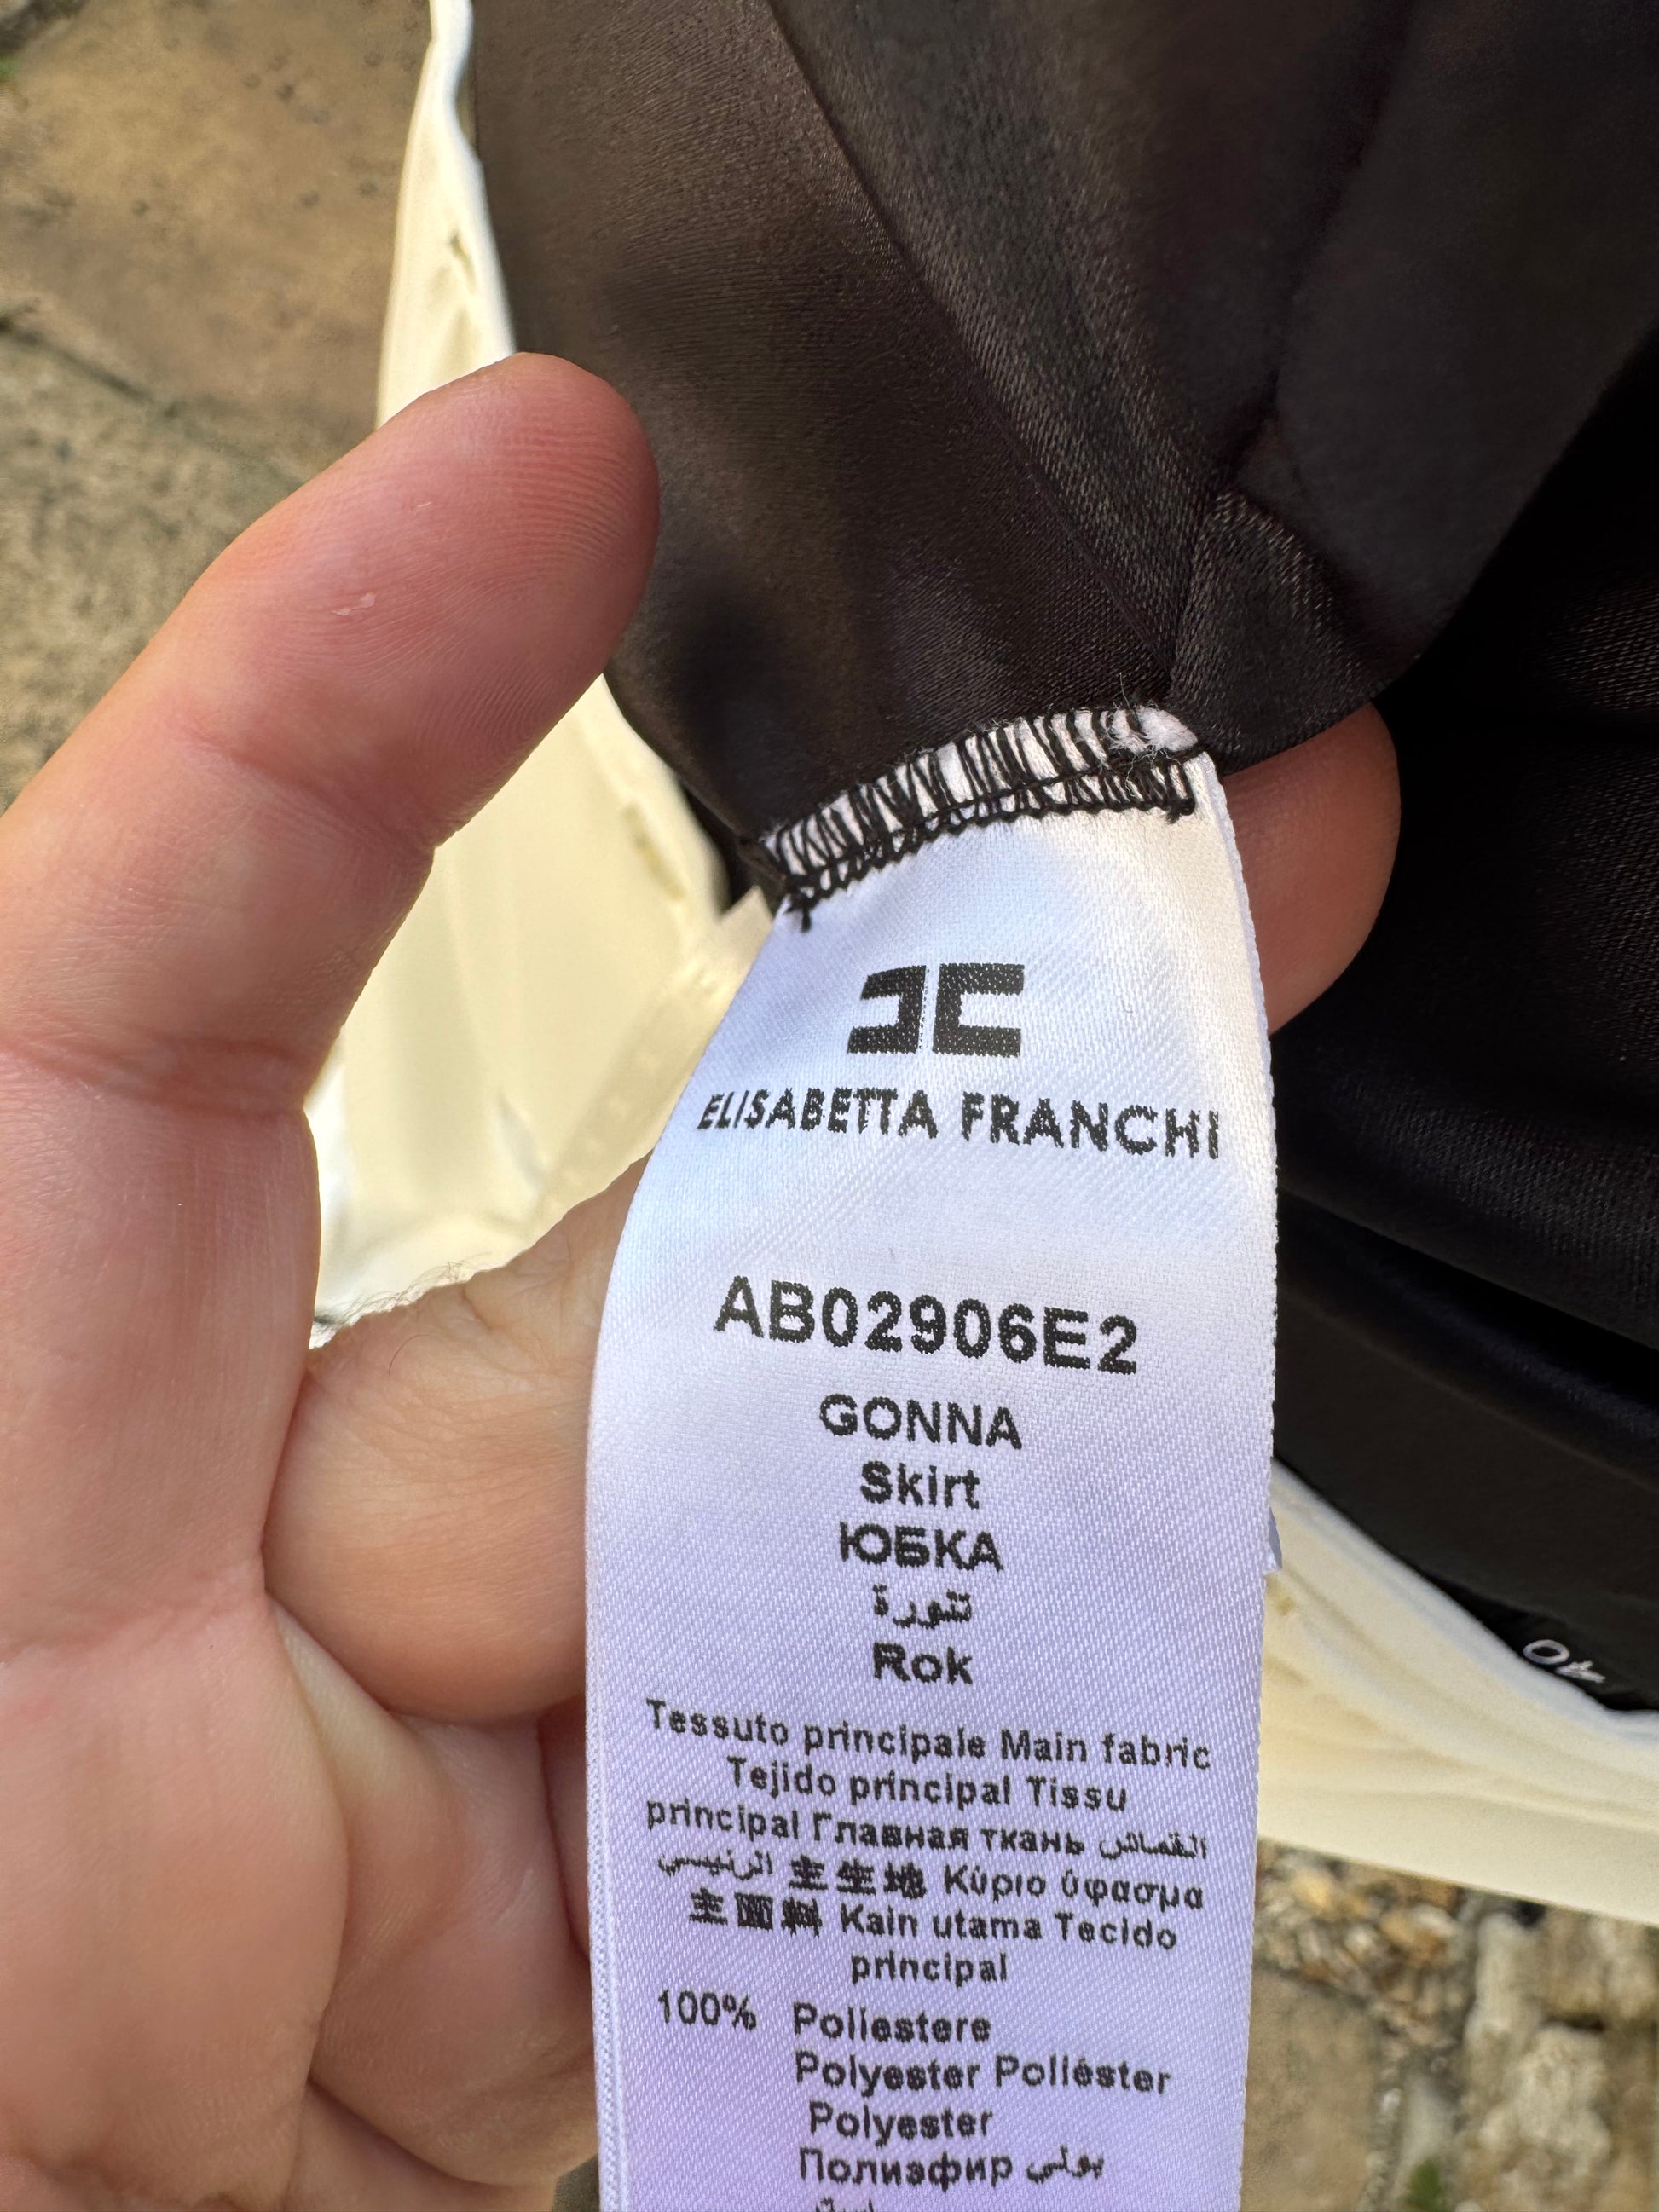 ELISABETTA FRANCHI
AB02906E2
GONNA
Skirt
ЮБКА
تنورة
Rok
Tessuto principale Main fabric
Tejido principal Tissu
principal Главная ткань القماش
الرئيسي 主生地 Κύριο ύφασμα
主面料 Kain utama Tecido
principal
100% Poliestere
Polyester Poliéster
Polyester
Полиэфир بولي
40